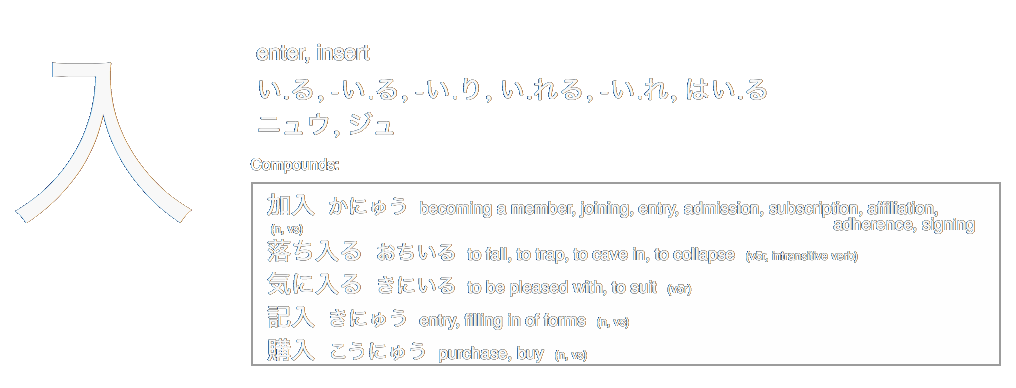 入
enter, insert
い.る, -い.る, -い.り, い.れる, -い.れ, はい.る
ニュウ, ジュ
Compounds:
加入 かにゅう becoming a member, joining, entry, admission, subscription, affiliation,
adherence, signing
(n, vs)
落ち入る おちいる to fall, to trap, to cave in, to collapse (v5r, intransitive verb)
気に入る きにいる to be pleased with, to suit (v5r)
記入 きにゅう entry, filling in of forms (n, vs)
購入 こうにゅう purchase, buy (n, vs)